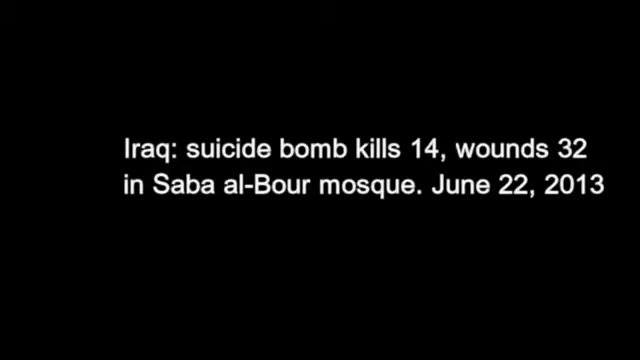 Iraq: suicide bomb kills 14, wounds 32
in Saba al-Bour mosque. June 22, 2013